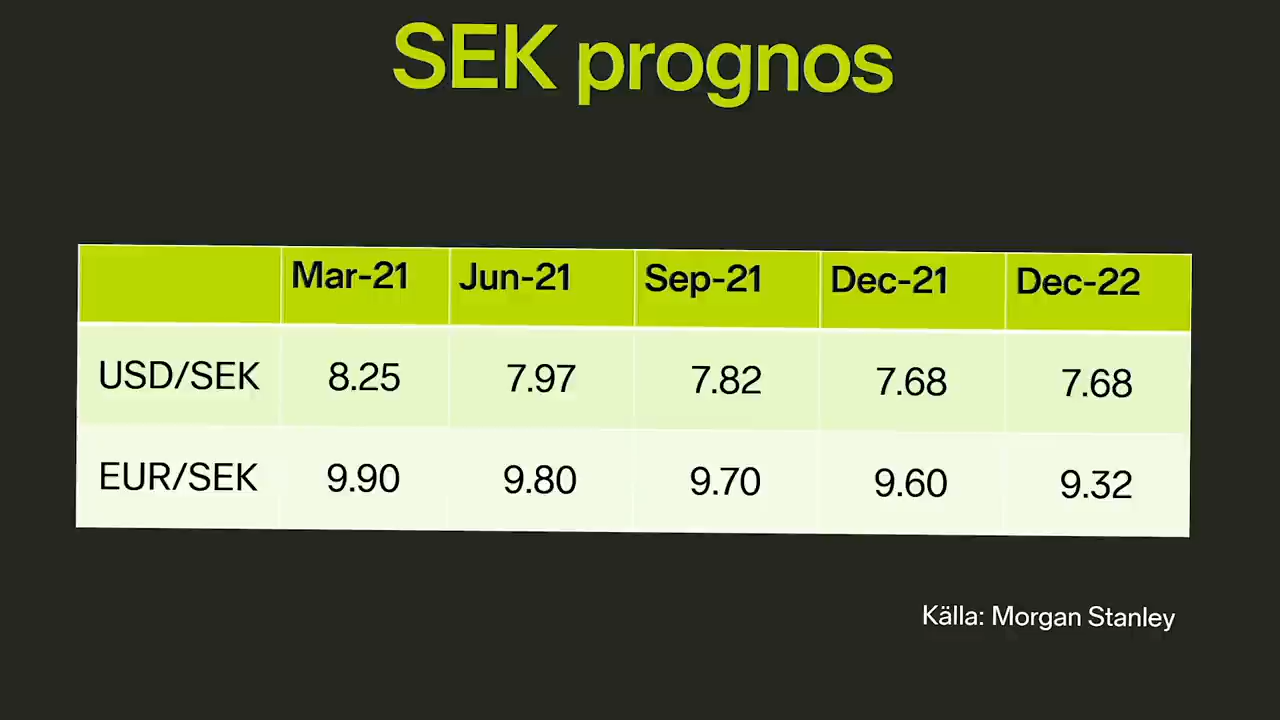 SEK prognos
Mar-21 Jun-21 Sep-21 Dec-21 Dec-22
USD/SEK 8.25 7.97 7.82 7.68 7.68
EUR/SEK 9.90 9.80 9.70 9.60 9.32
Källa: Morgan Stanley